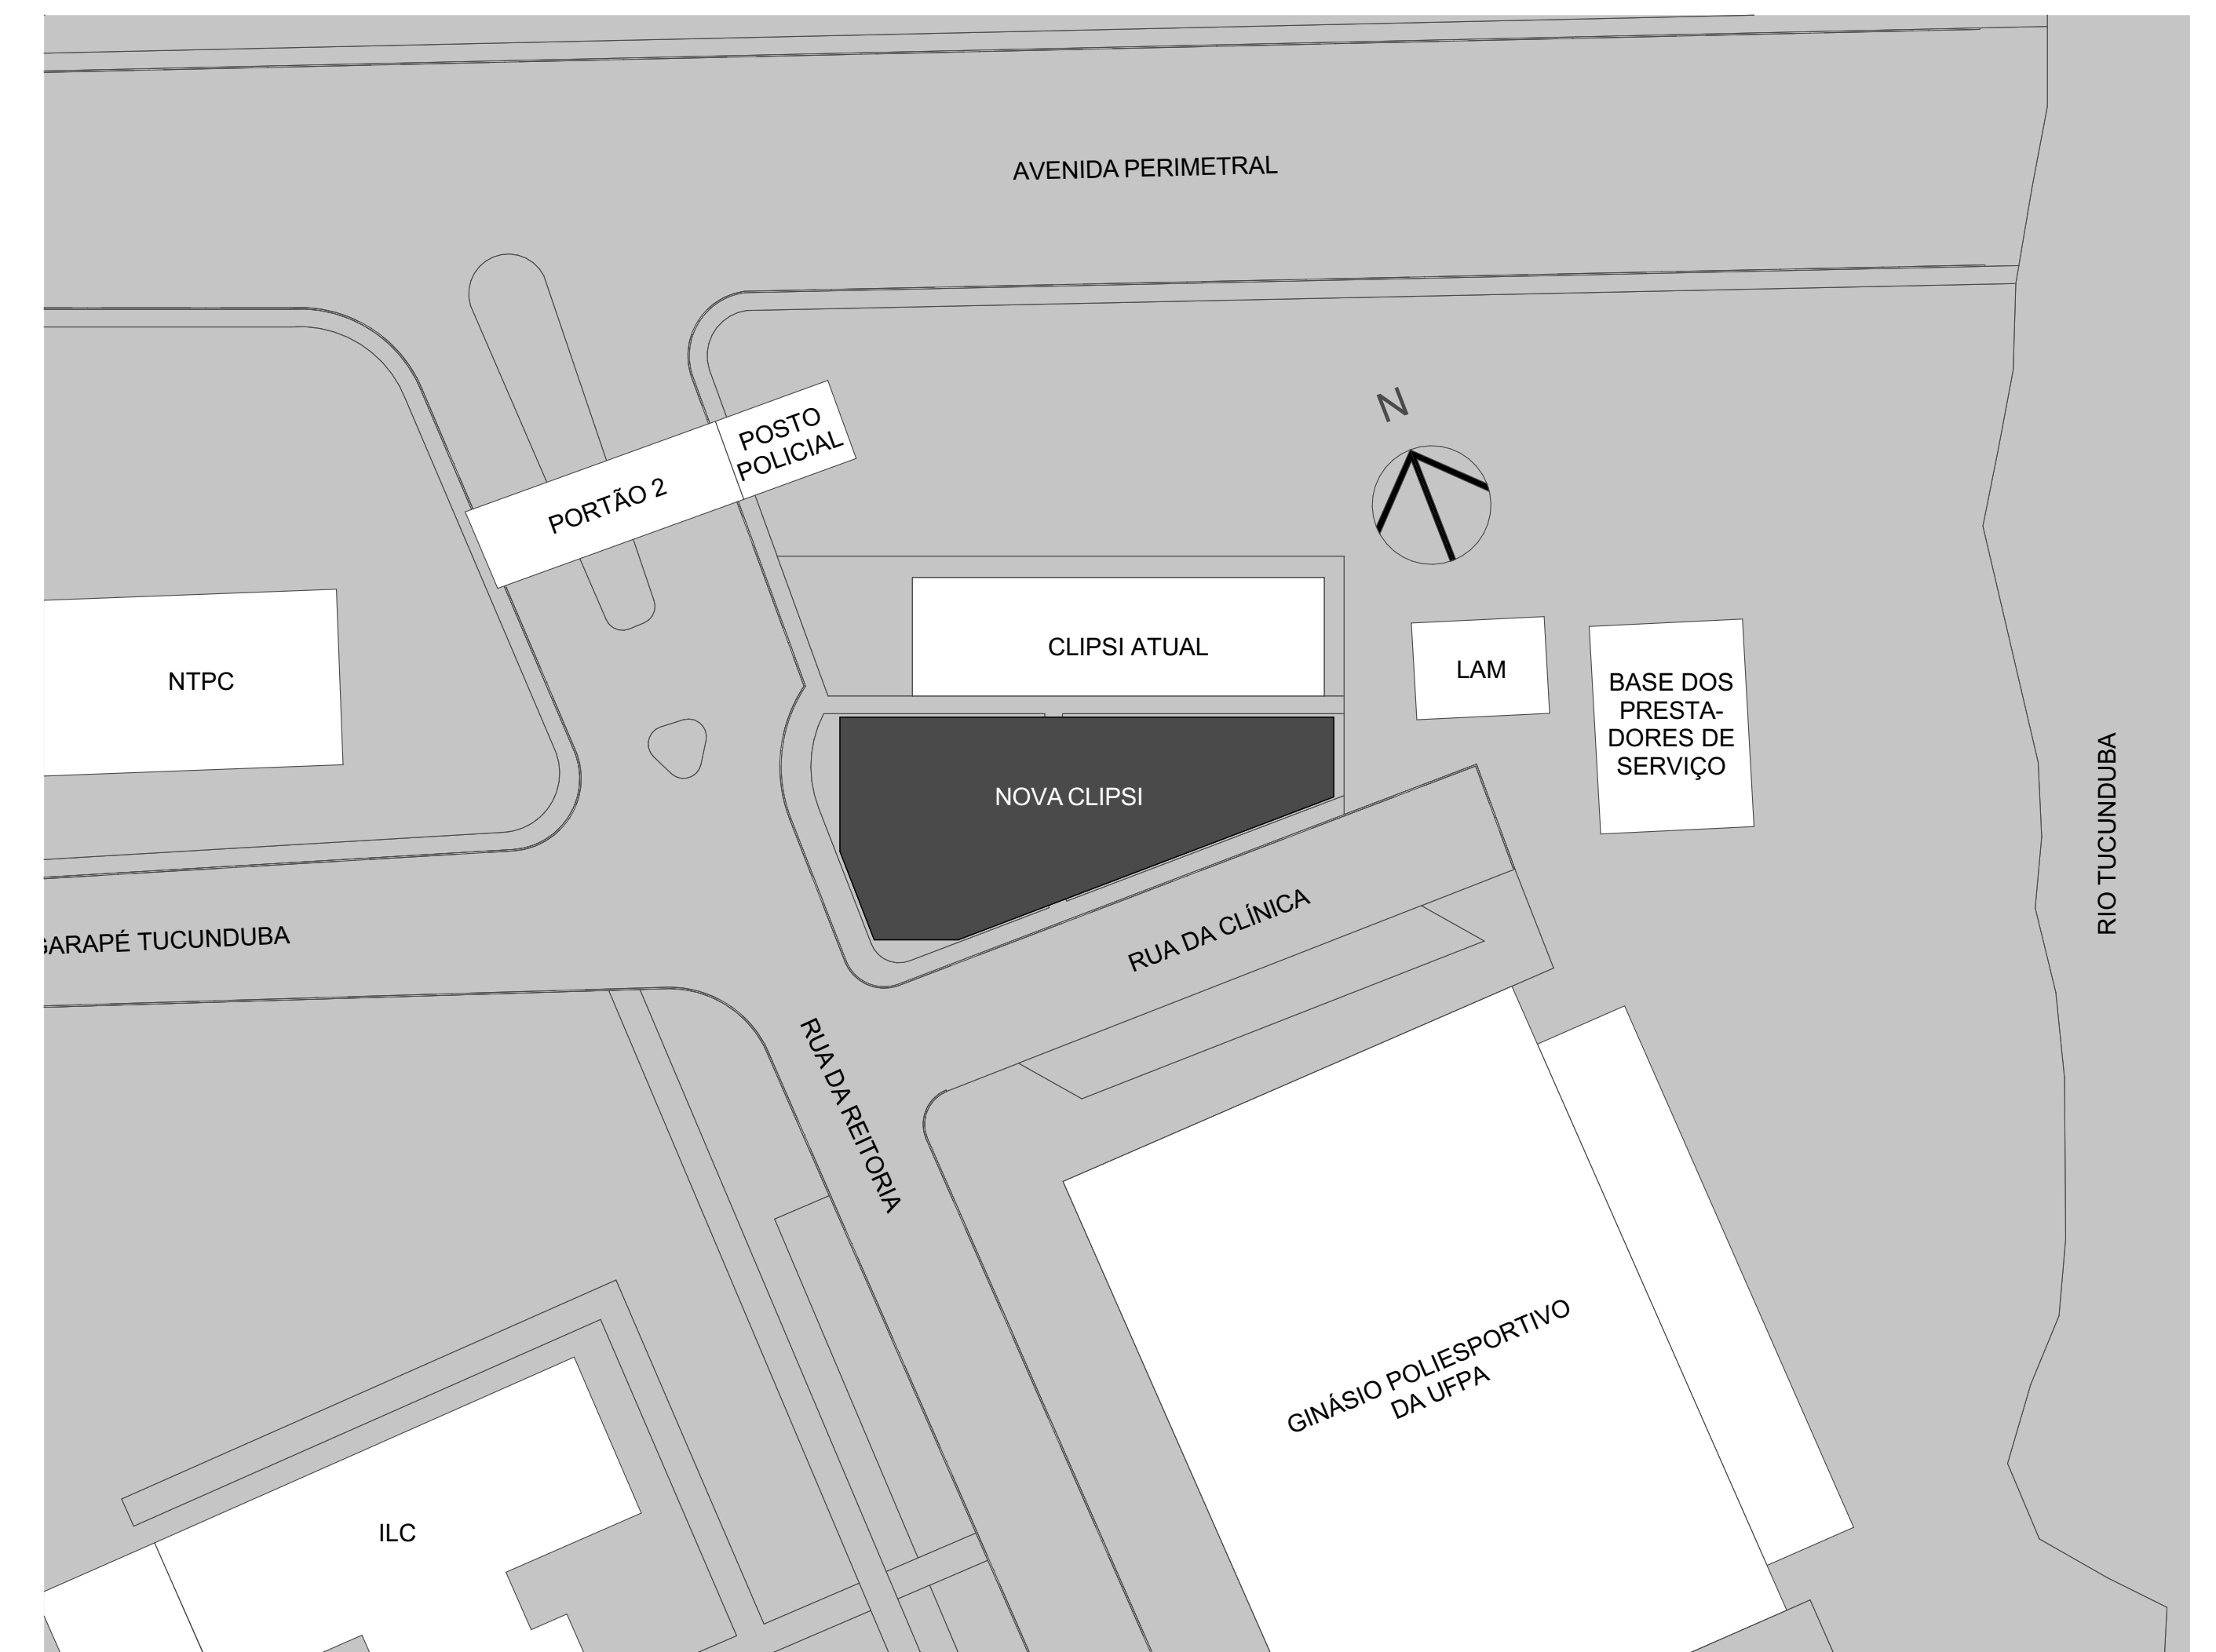 AVENIDA PERIMETRAL
N
POSTO
POLICIAL
PORTÃO 2
CLIPSI ATUAL
LAM
BASE DOS
PRESTA-
DORES DE
SERVIÇO
NTPC
NOVA CLIPSI
RIO TUCUNDUBA
RUA DA CLÍNICA
GARAPÉ TUCUNDUBA
RUA DA REITORIA
GINÁSIO POLIESPORTIVO
DA UFPA
ILC